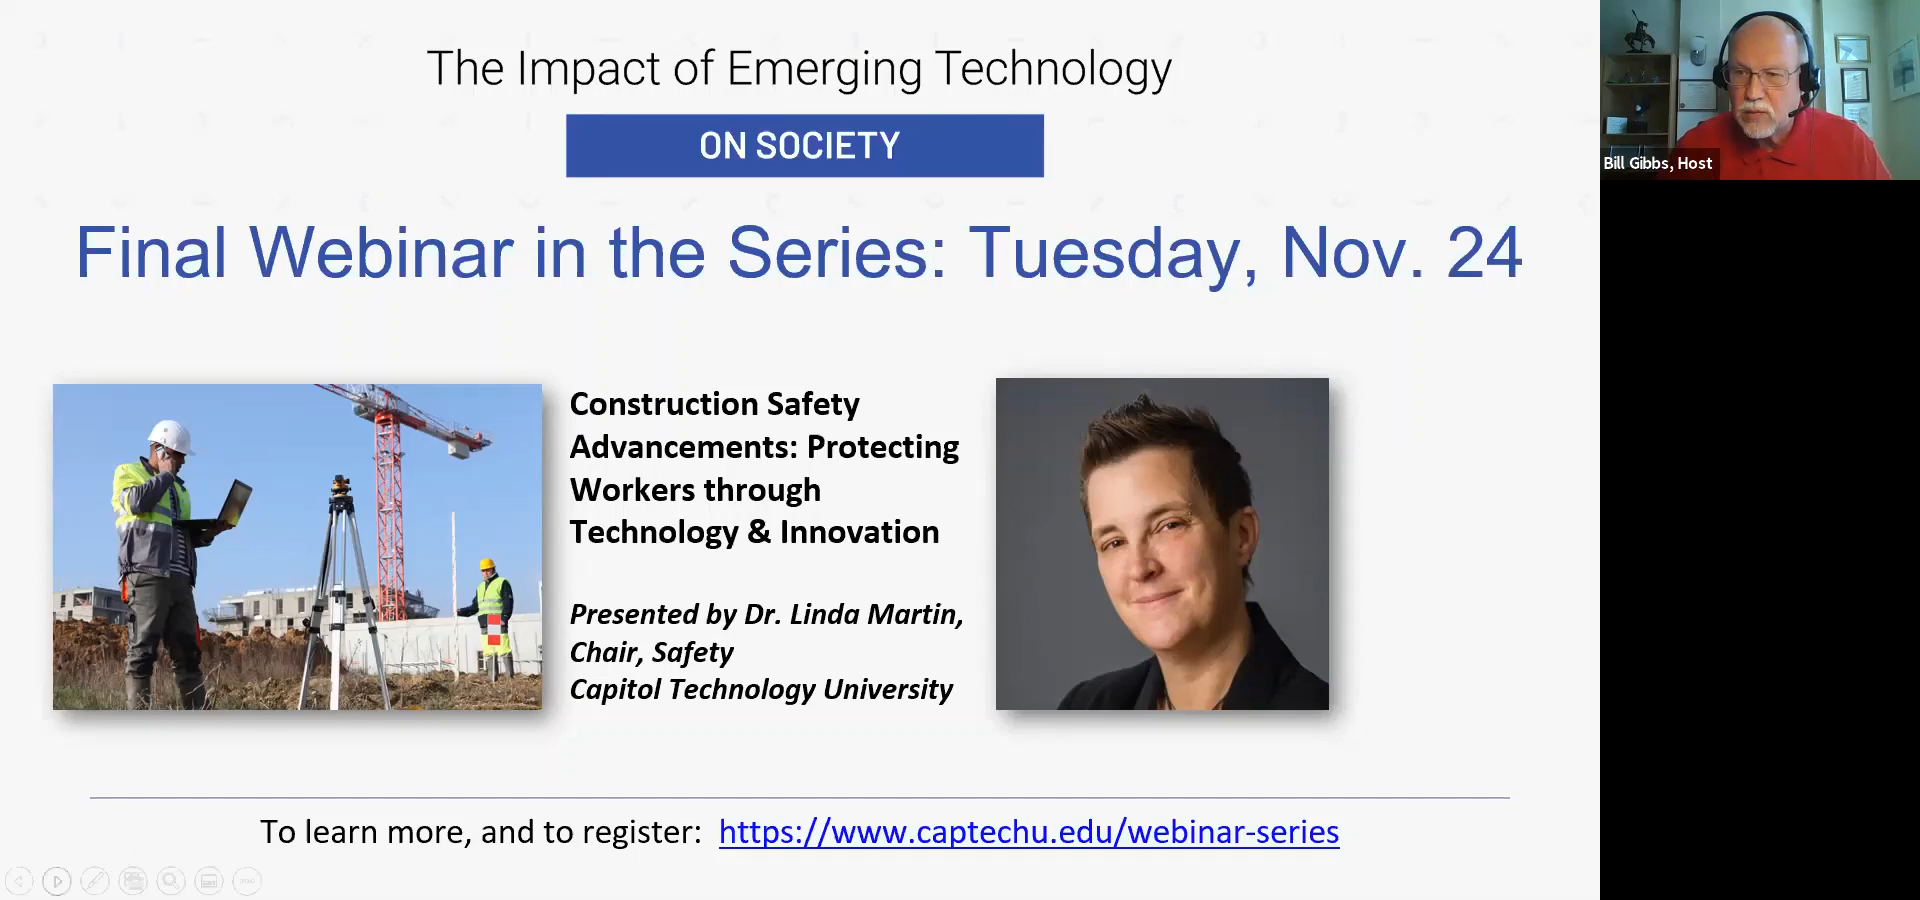 The Impact of Emerging Technology
ON SOCIETY
Final Webinar in the Series: Tuesday, Nov. 24
Construction Safety
Advancements: Protecting
Workers through
Technology & Innovation
Presented by Dr. Linda Martin,
Chair, Safety
Capitol Technology University
To learn more, and to register: https://www.captechu.edu/webinar-series
Bill Gibbs, Host